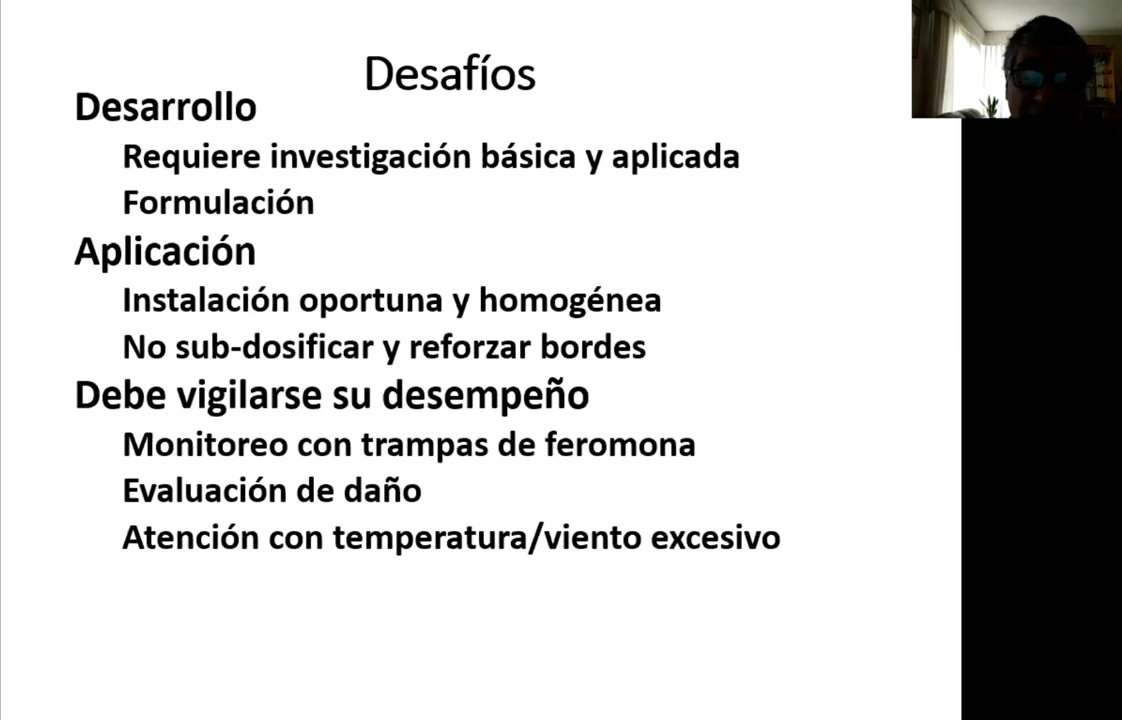 Desafíos
Desarrollo
Requiere investigación básica y aplicada
Formulación
Aplicación
Instalación oportuna y homogénea
No sub-dosificar y reforzar bordes
Debe vigilarse su desempeño
Monitoreo con trampas de feromona
Evaluación de daño
Atención con temperatura/viento excesivo